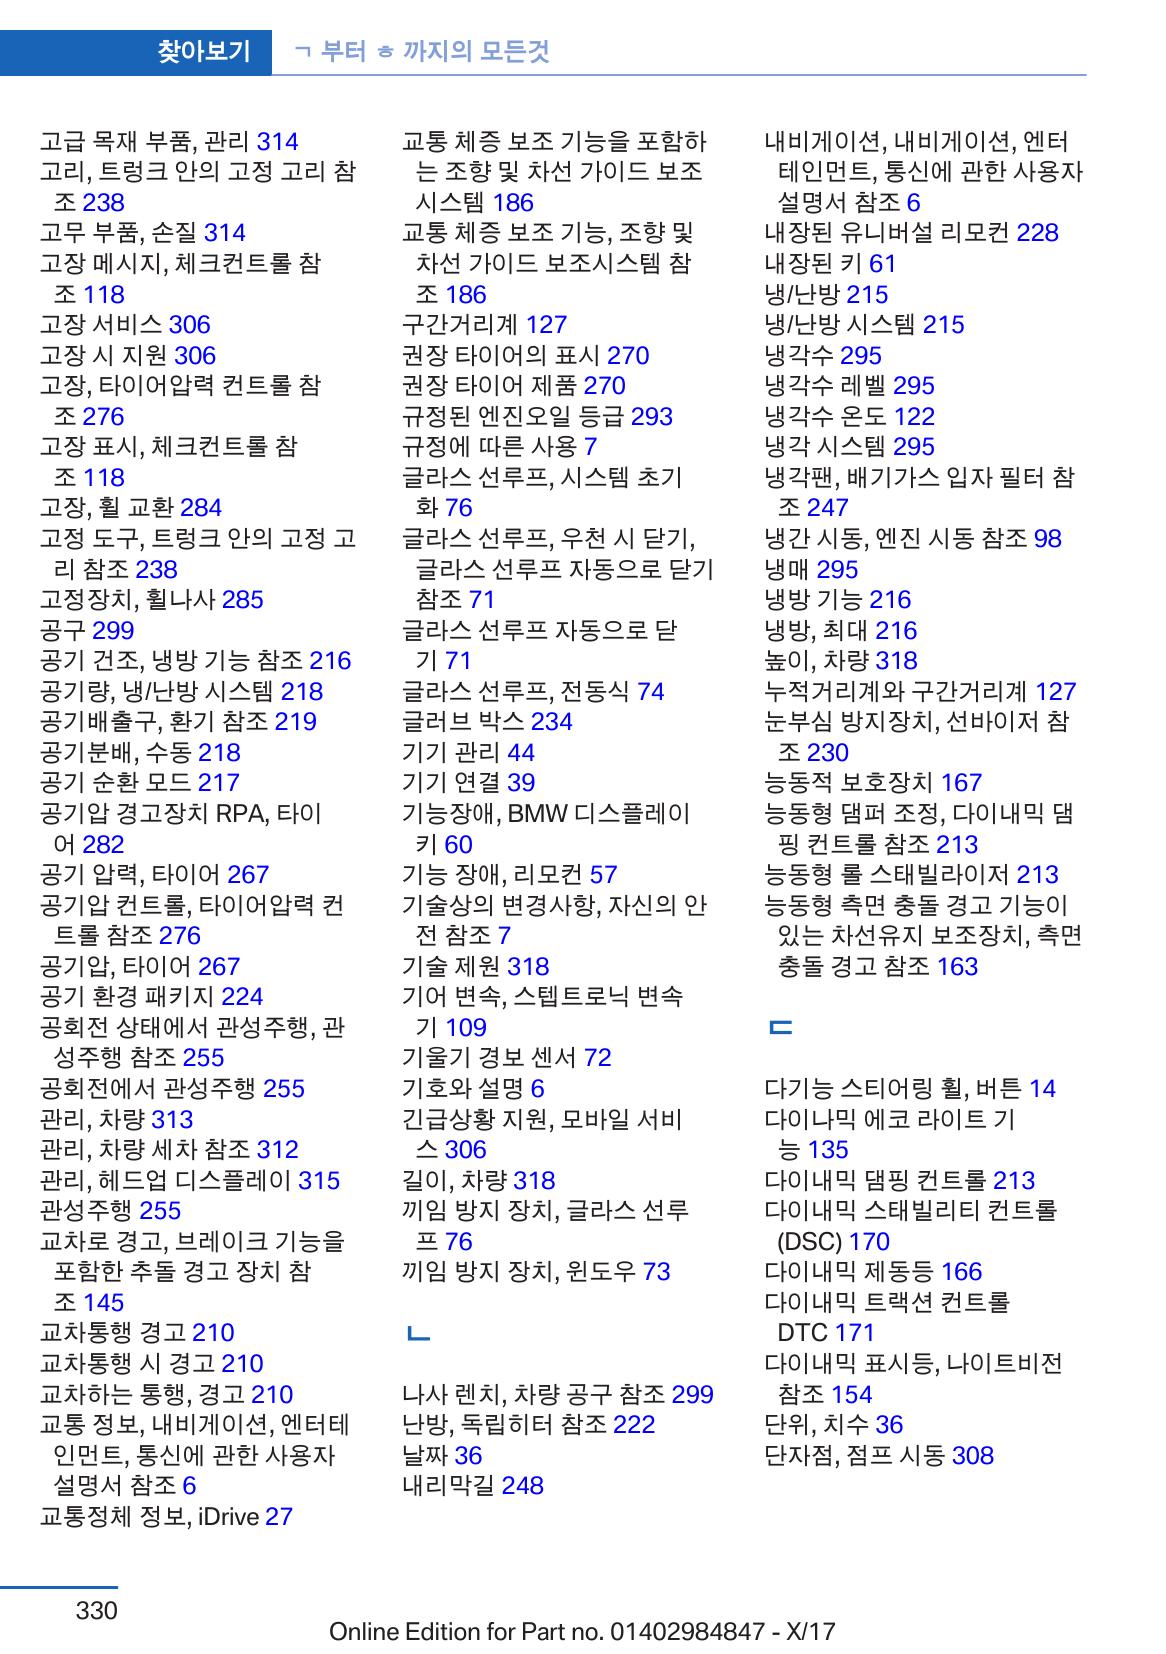 찾아보기
ㄱ 부터 ㅎ 까지의 모든것
고급 목재 부품, 관리 314
고리, 트렁크 안의 고정 고리 참
조 238
고무 부품, 손질 314
고장 메시지, 체크컨트롤 참
조 118
고장 서비스 306
고장 시 지원 306
고장, 타이어압력 컨트롤 참
조 276
고장 표시, 체크컨트롤 참
조 118
고장, 휠 교환 284
고정 도구, 트렁크 안의 고정 고
리 참조 238
고정장치, 휠나사 285
공구 299
공기 건조, 냉방 기능 참조 216
공기량, 냉/난방 시스템 218
공기배출구, 환기 참조 219
공기분배, 수동 218
공기 순환 모드 217
공기압 경고장치 RPA, 타이
어 282
공기 압력, 타이어 267
공기압 컨트롤, 타이어압력 컨
트롤 참조 276
공기압, 타이어 267
공기 환경 패키지 224
공회전 상태에서 관성주행, 관
성주행 참조 255
공회전에서 관성주행 255
관리, 차량 313
관리, 차량 세차 참조 312
관리, 헤드업 디스플레이 315
관성주행 255
교차로 경고, 브레이크 기능을
포함한 추돌 경고 장치 참
조 145
교차통행 경고 210
교차통행 시 경고 210
교차하는 통행, 경고 210
교통 정보, 내비게이션, 엔터테
인먼트, 통신에 관한 사용자
설명서 참조 6
교통정체 정보, iDrive 27
교통 체증 보조 기능을 포함하
는 조향 및 차선 가이드 보조
시스템 186
교통 체증 보조 기능, 조향 및
차선 가이드 보조시스템 참
조 186
구간거리계 127
권장 타이어의 표시 270
권장 타이어 제품 270
규정된 엔진오일 등급 293
규정에 따른 사용 7
글라스 선루프, 시스템 초기
화 76
글라스 선루프, 우천 시 닫기,
글라스 선루프 자동으로 닫기
참조 71
글라스 선루프 자동으로 닫
기 71
글라스 선루프, 전동식 74
글러브 박스 234
기기 관리 44
기기 연결 39
기능장애, BMW 디스플레이
키 60
기능 장애, 리모컨 57
기술상의 변경사항, 자신의 안
전 참조 7
기술 제원 318
기어 변속, 스텝트로닉 변속
기 109
기울기 경보 센서 72
기호와 설명 6
긴급상황 지원, 모바일 서비
스 306
길이, 차량 318
끼임 방지 장치, 글라스 선루
프 76
끼임 방지 장치, 윈도우 73
ㄴ
나사 렌치, 차량 공구 참조 299
난방, 독립히터 참조 222
날짜 36
내리막길 248
내비게이션, 내비게이션, 엔터
테인먼트, 통신에 관한 사용자
설명서 참조 6
내장된 유니버설 리모컨 228
내장된 키 61
냉/난방 215
냉/난방 시스템 215
냉각수 295
냉각수 레벨 295
냉각수 온도 122
냉각 시스템 295
냉각팬, 배기가스 입자 필터 참
조 247
냉간 시동, 엔진 시동 참조 98
냉매 295
냉방 기능 216
냉방, 최대 216
높이, 차량 318
누적거리계와 구간거리계 127
눈부심 방지장치, 선바이저 참
조 230
능동적 보호장치 167
능동형 댐퍼 조정, 다이내믹 댐
핑 컨트롤 참조 213
능동형 롤 스태빌라이저 213
능동형 측면 충돌 경고 기능이
있는 차선유지 보조장치, 측면
충돌 경고 참조 163
ㄷ
다기능 스티어링 휠, 버튼 14
다이나믹 에코 라이트 기
능 135
다이내믹 댐핑 컨트롤 213
다이내믹 스태빌리티 컨트롤
(DSC) 170
다이내믹 제동등 166
다이내믹 트랙션 컨트롤
DTC 171
다이내믹 표시등, 나이트비전
참조 154
단위, 치수 36
단자점, 점프 시동 308
330
Online Edition for Part no. 01402984847 - X/17